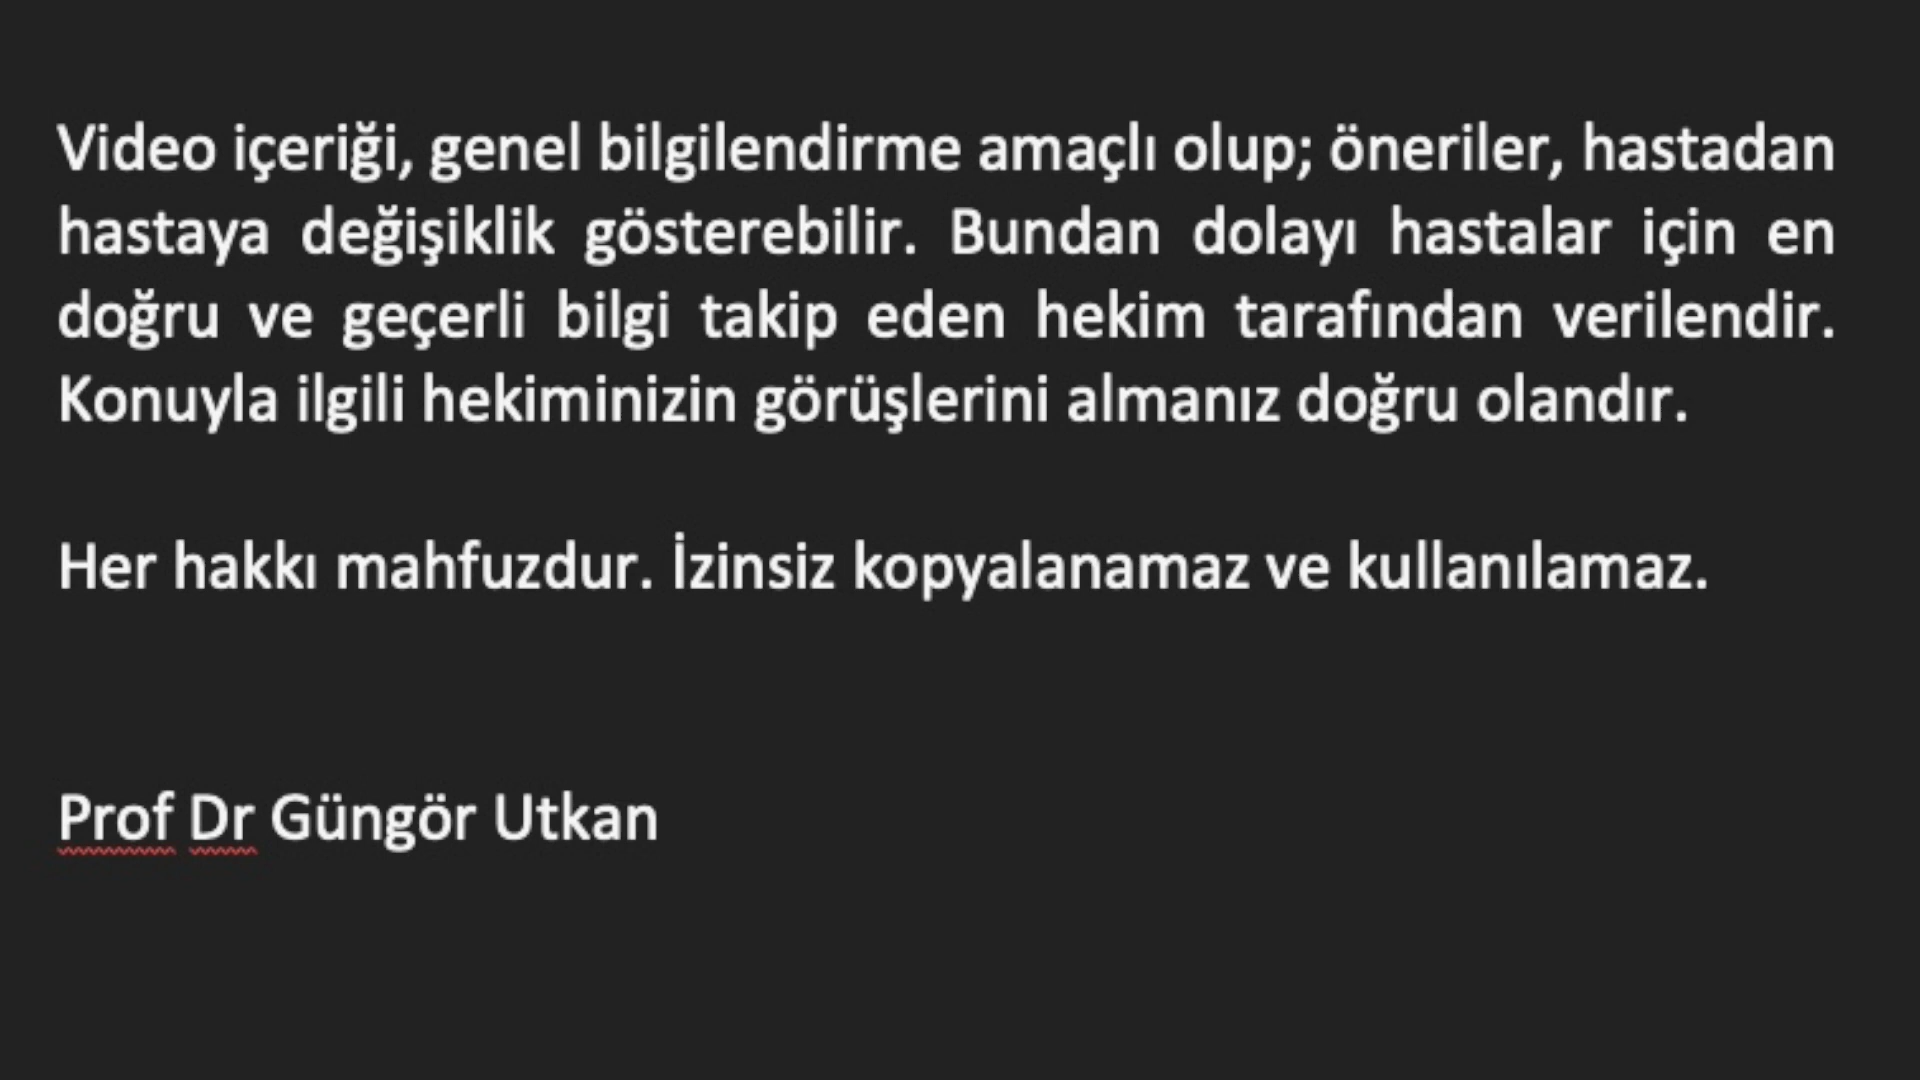 Video içeriği, genel bilgilendirme amaçlı olup; öneriler, hastadan
hastaya değişiklik gösterebilir. Bundan dolayı hastalar için en
doğru ve geçerli bilgi takip eden hekim tarafından verilendir.
Konuyla ilgili hekiminizin görüşlerini almanız doğru olandır.
Her hakkı mahfuzdur. İzinsiz kopyalanamaz ve kullanılamaz.
Prof Dr Güngör Utkan